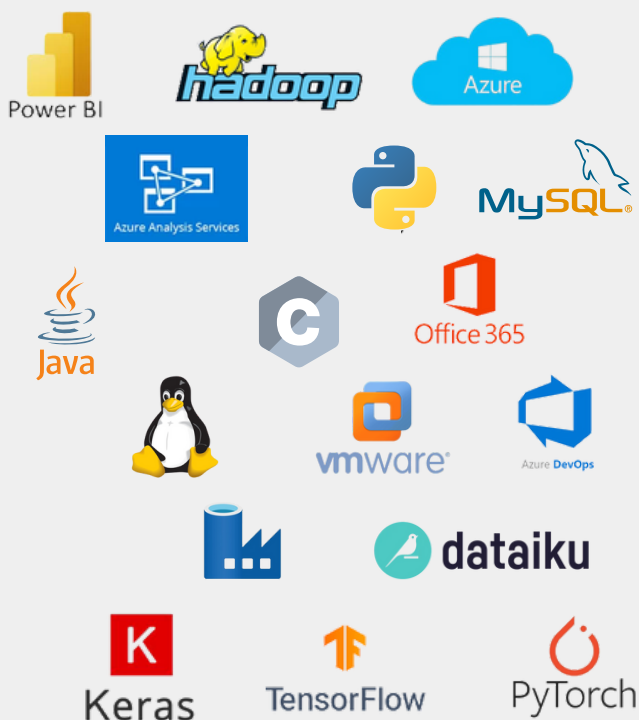 Power BI
hadoop
Azure
Azure Analysis Services
MySQL®
Java
C
Office 365
vmware®
Azure DevOps
dataiku
K
Keras
TensorFlow
PyTorch